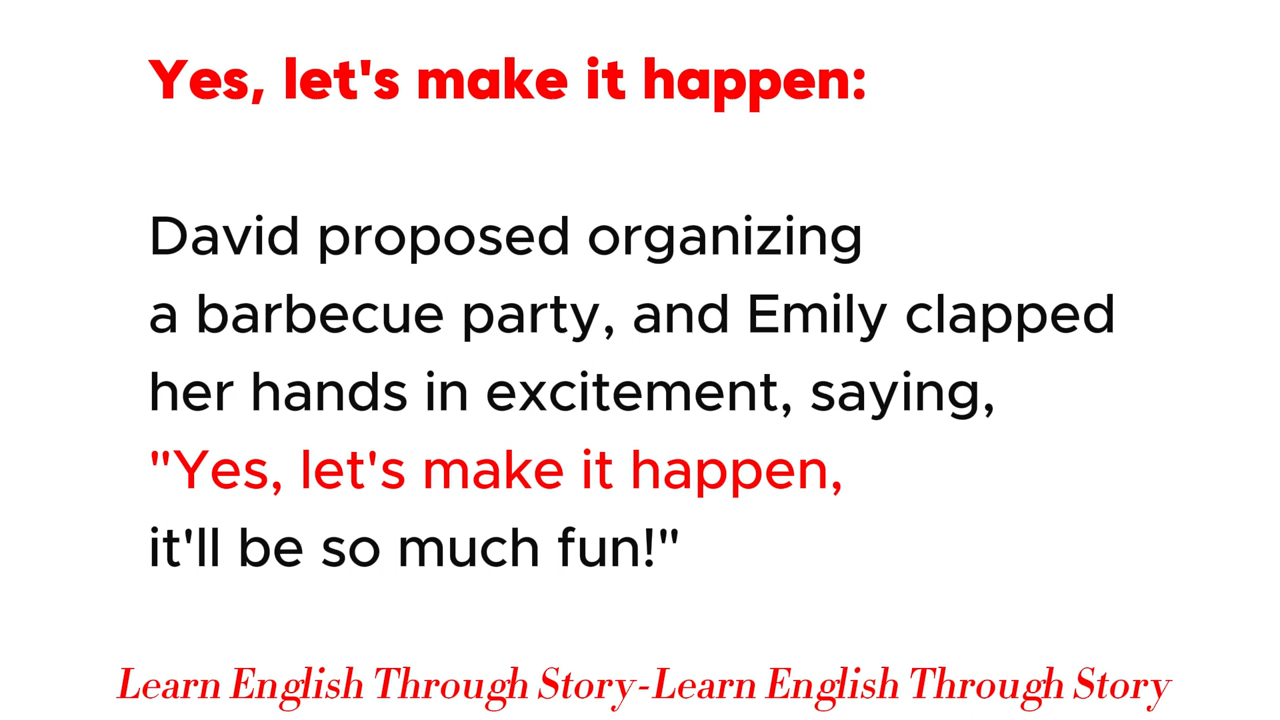 Yes, let's make it happen:
David proposed organizing
a barbecue party, and Emily clapped
her hands in excitement, saying,
"Yes, let's make it happen,
it'll be so much fun!"
Learn English Through Story-Learn English Through Story